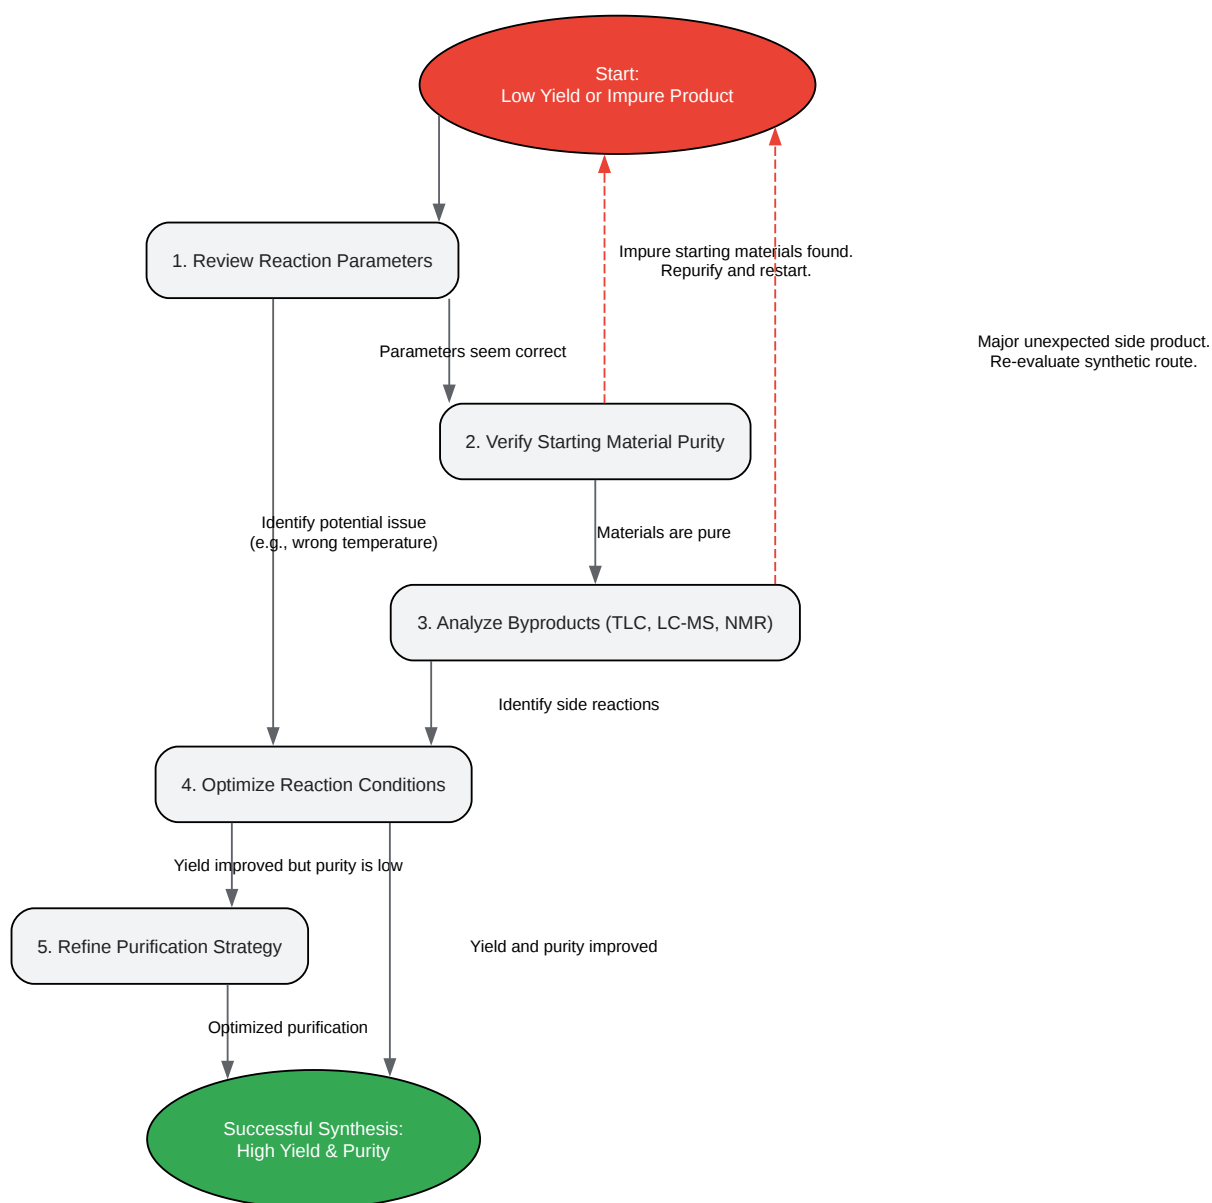 Start:
Low Yield or Impure Product
1. Review Reaction Parameters
Impure starting materials found.
Repurify and restart.
Major unexpected side product.
Re-evaluate synthetic route.
Parameters seem correct
2. Verify Starting Material Purity
Identify potential issue
(e.g., wrong temperature)
Materials are pure
3. Analyze Byproducts (TLC, LC-MS, NMR)
Identify side reactions
4. Optimize Reaction Conditions
Yield improved but purity is low
5. Refine Purification Strategy
Yield and purity improved
Optimized purification
Successful Synthesis:
High Yield & Purity